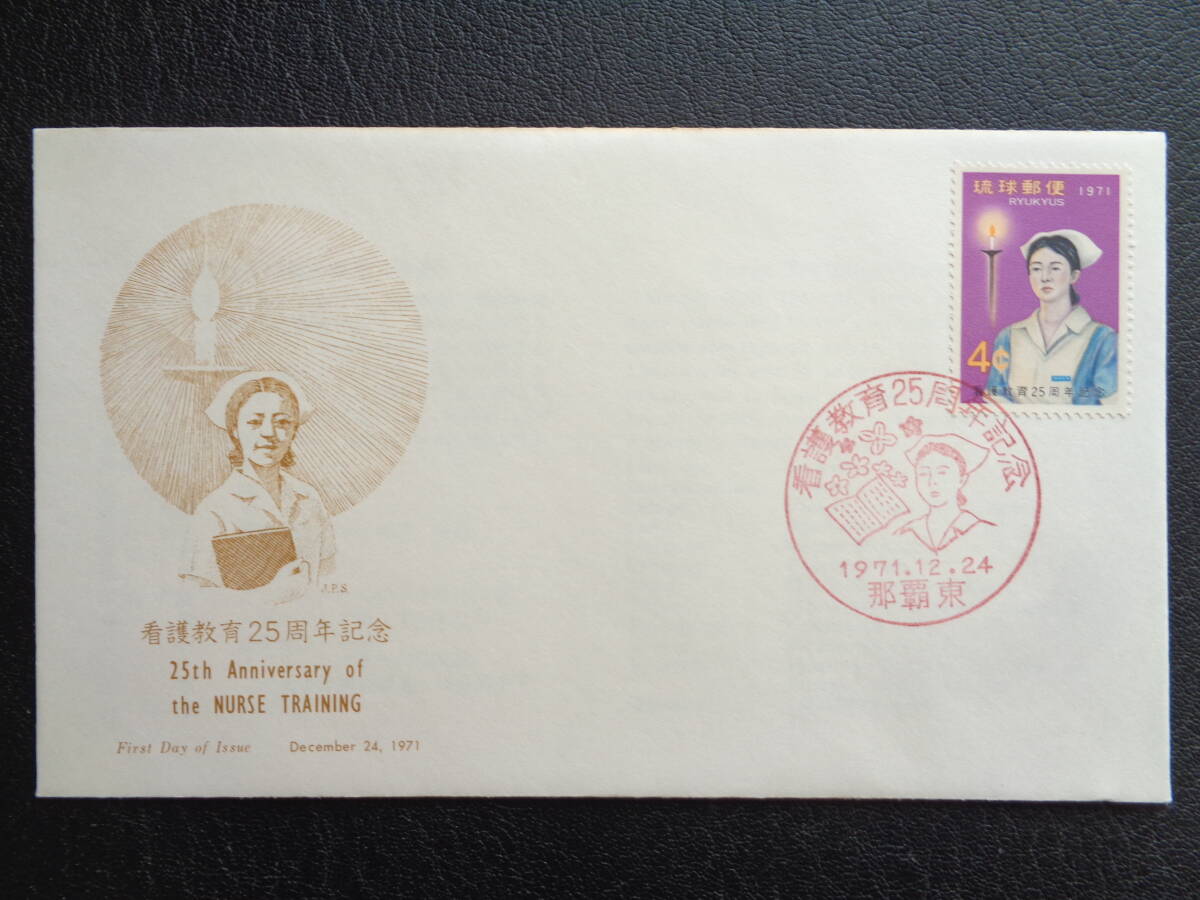 J.P.S.
看護教育25周年記念
25th Anniversary of
the NURSE TRAINING
First Day of Issue December 24, 1971
琉球郵便 1971
RYUKYUS
4¢
看護教育25周年記念
看護教育25周年記念
1971.12.24
那覇東